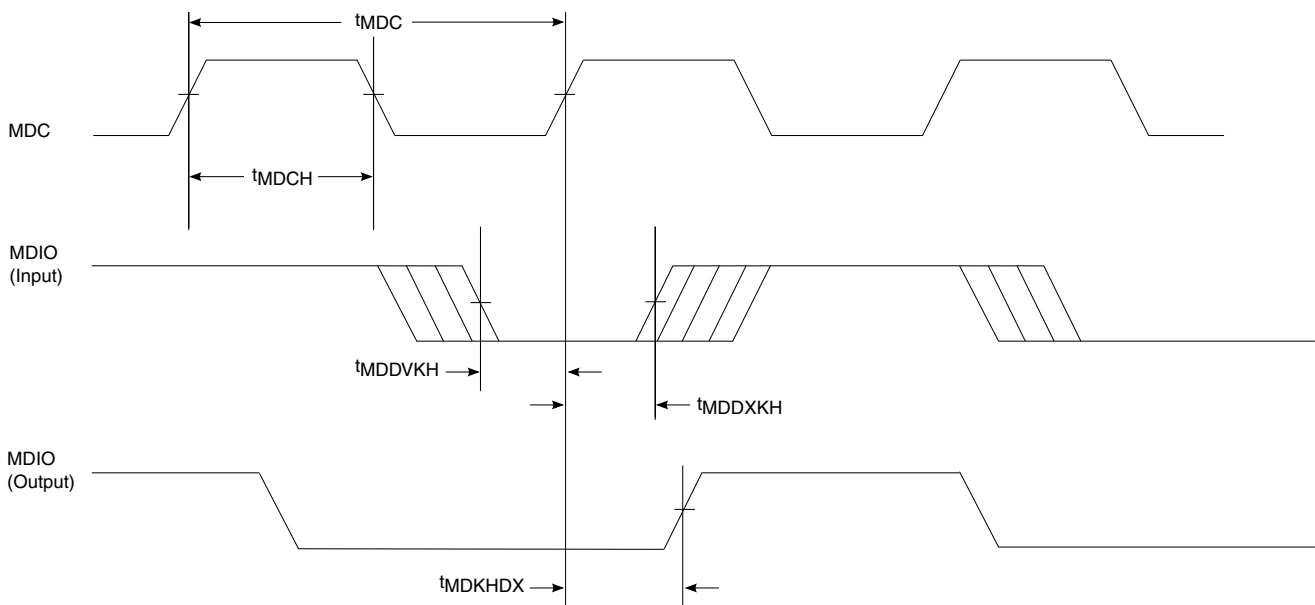 tMDC
MDC
tMDCH
MDIO
(Input)
tMDDVKH
tMDDXKH
MDIO
(Output)
tMDKHDX